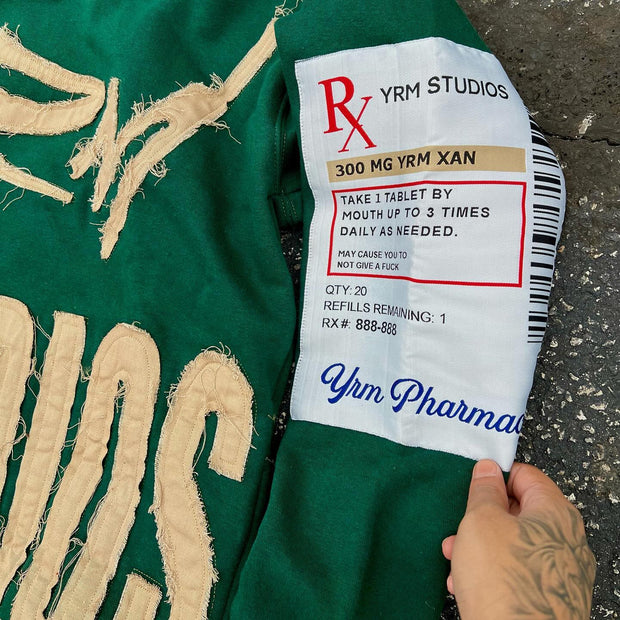 Rx YRM STUDIOS
300 MG YRM XAN
TAKE 1 TABLET BY
MOUTH UP TO 3 TIMES
DAILY AS NEEDED.
MAY CAUSE YOU TO
NOT GIVE A FUCK
QTY: 20
REFILLS REMAINING: 1
RX#: 888-888
Yrm Pharmac